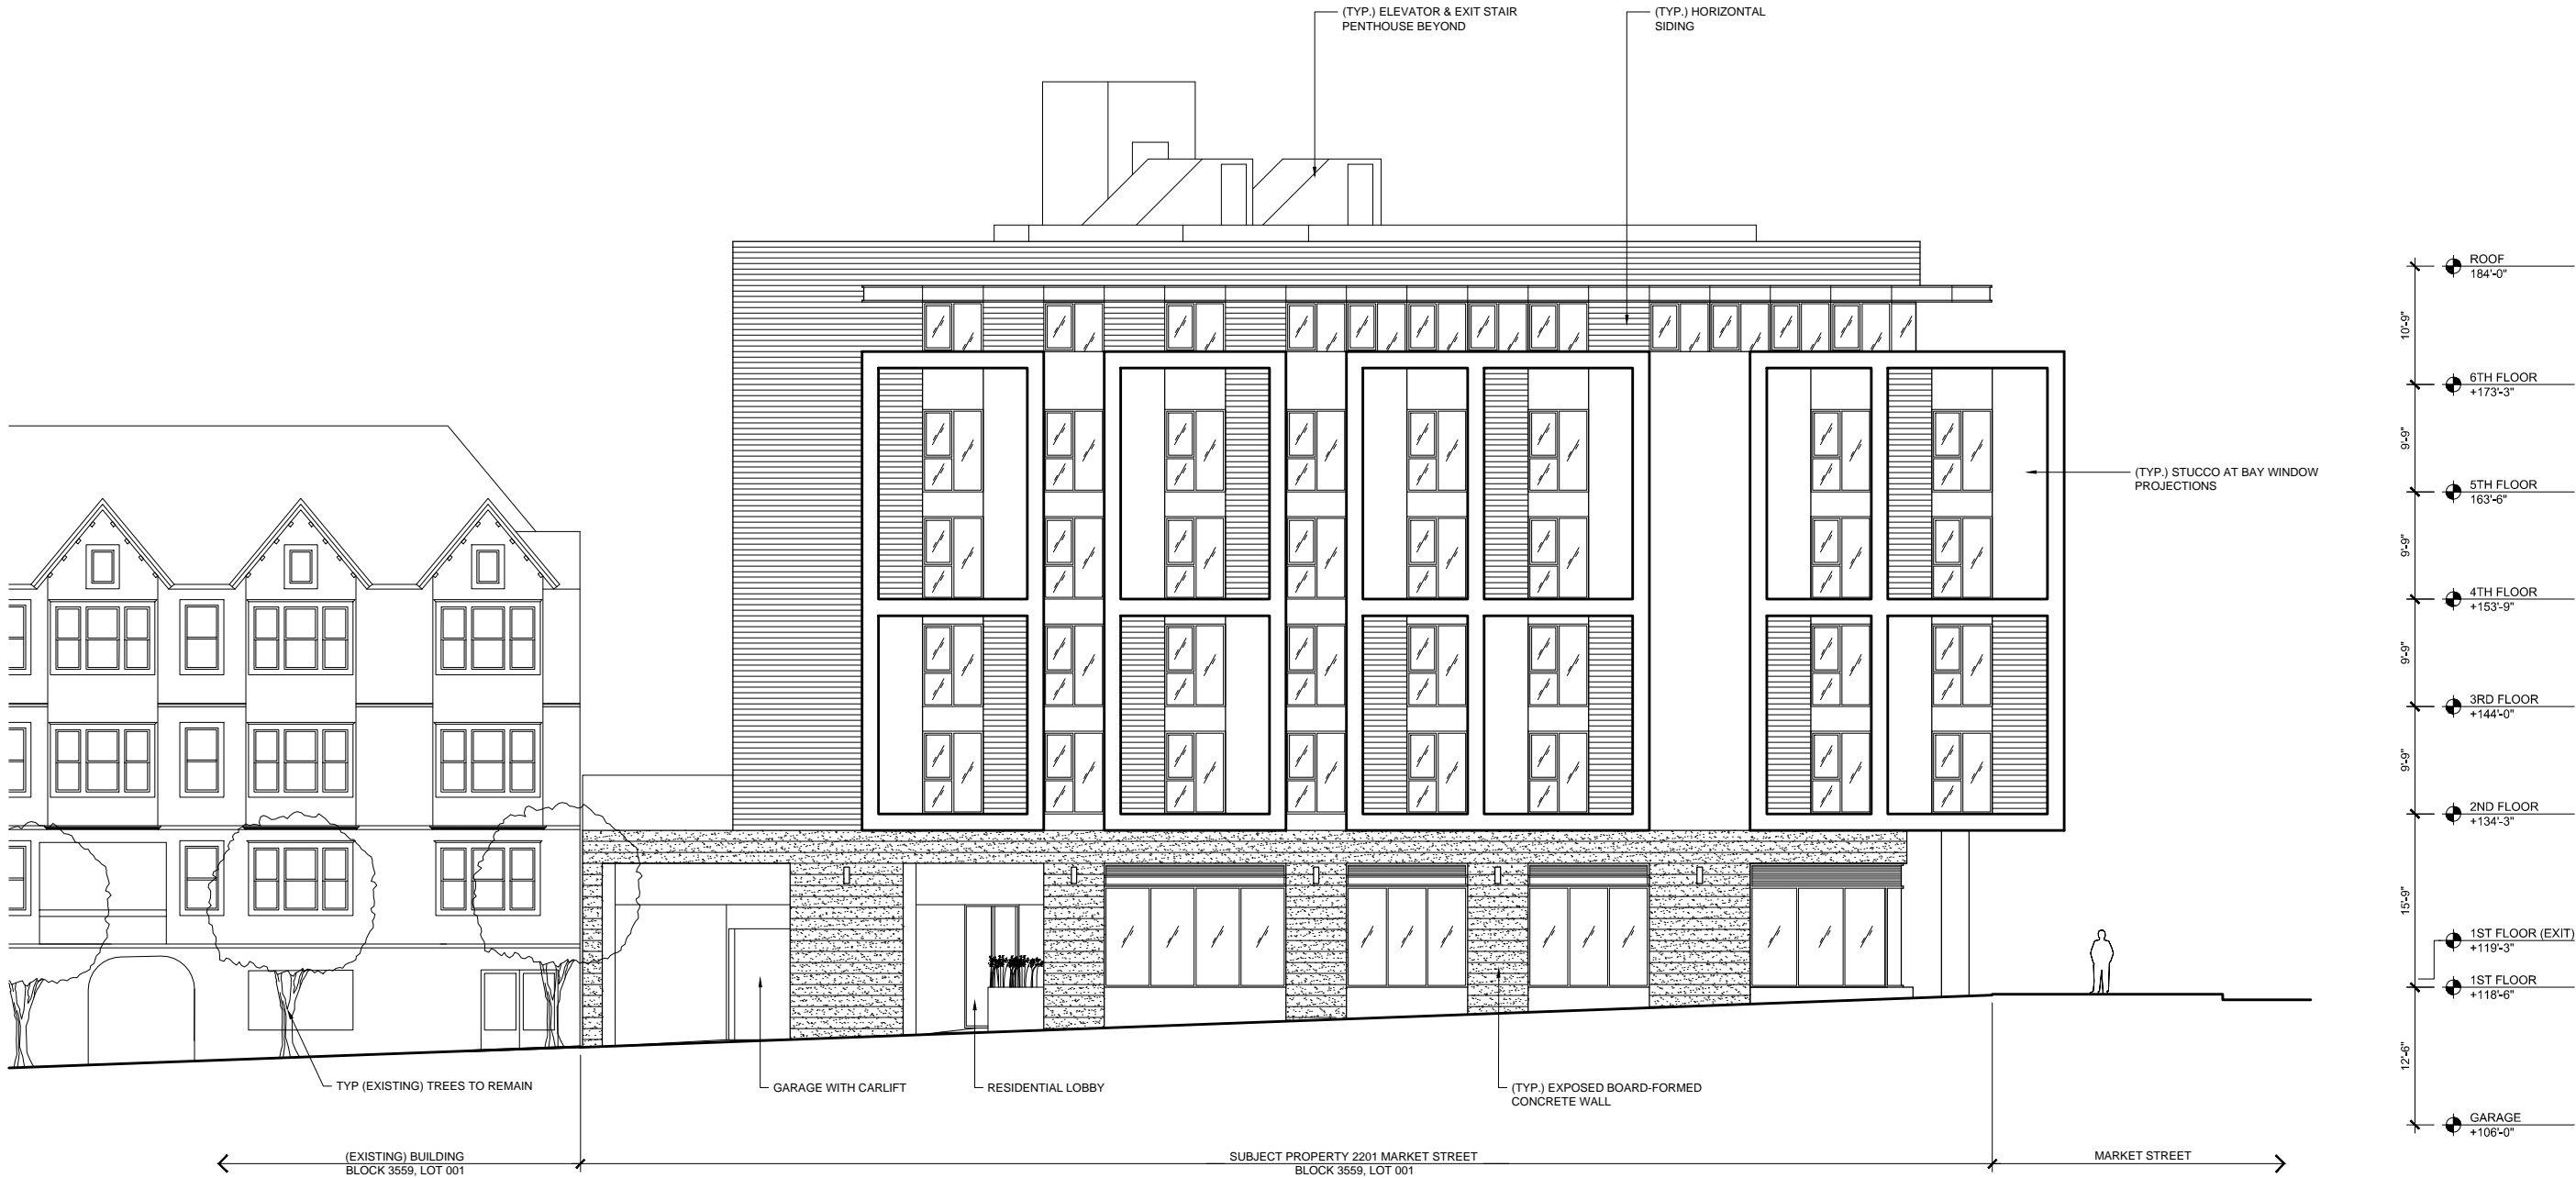 (TYP.) ELEVATOR & EXIT STAIR
PENTHOUSE BEYOND
(TYP.) HORIZONTAL
SIDING
ROOF
184'-0"
10'-9"
6TH FLOOR
+173'-3"
9'-9"
(TYP.) STUCCO AT BAY WINDOW
PROJECTIONS
5TH FLOOR
163'-6"
9'-9"
4TH FLOOR
+153'-9"
9'-9"
3RD FLOOR
+144'-0"
9'-9"
2ND FLOOR
+134'-3"
15'-9"
1ST FLOOR (EXIT)
+119'-3"
1ST FLOOR
+118'-6"
12'-6"
GARAGE
+106'-0"
TYP (EXISTING) TREES TO REMAIN
GARAGE WITH CARLIFT
RESIDENTIAL LOBBY
(TYP.) EXPOSED BOARD-FORMED
CONCRETE WALL
(EXISTING) BUILDING
BLOCK 3559, LOT 001
SUBJECT PROPERTY 2201 MARKET STREET
BLOCK 3559, LOT 001
MARKET STREET